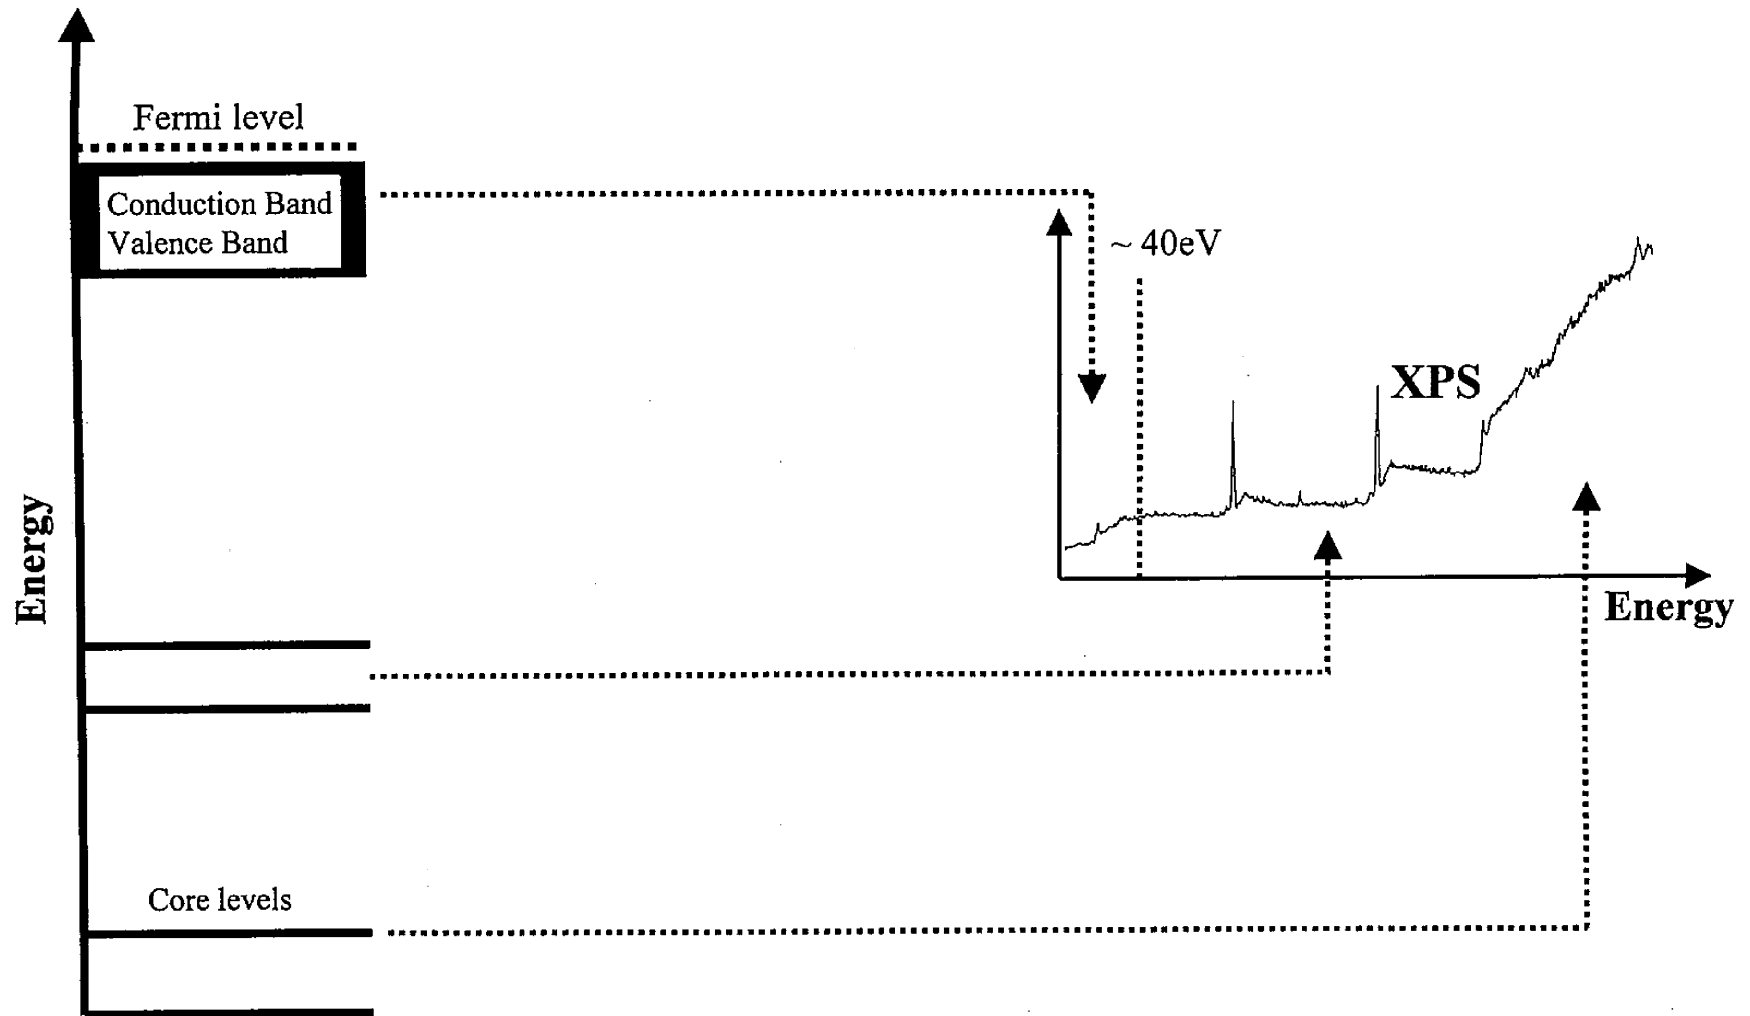 Fermi level
Conduction Band
Valence Band
~ 40eV
XPS
Energy
Energy
Core levels